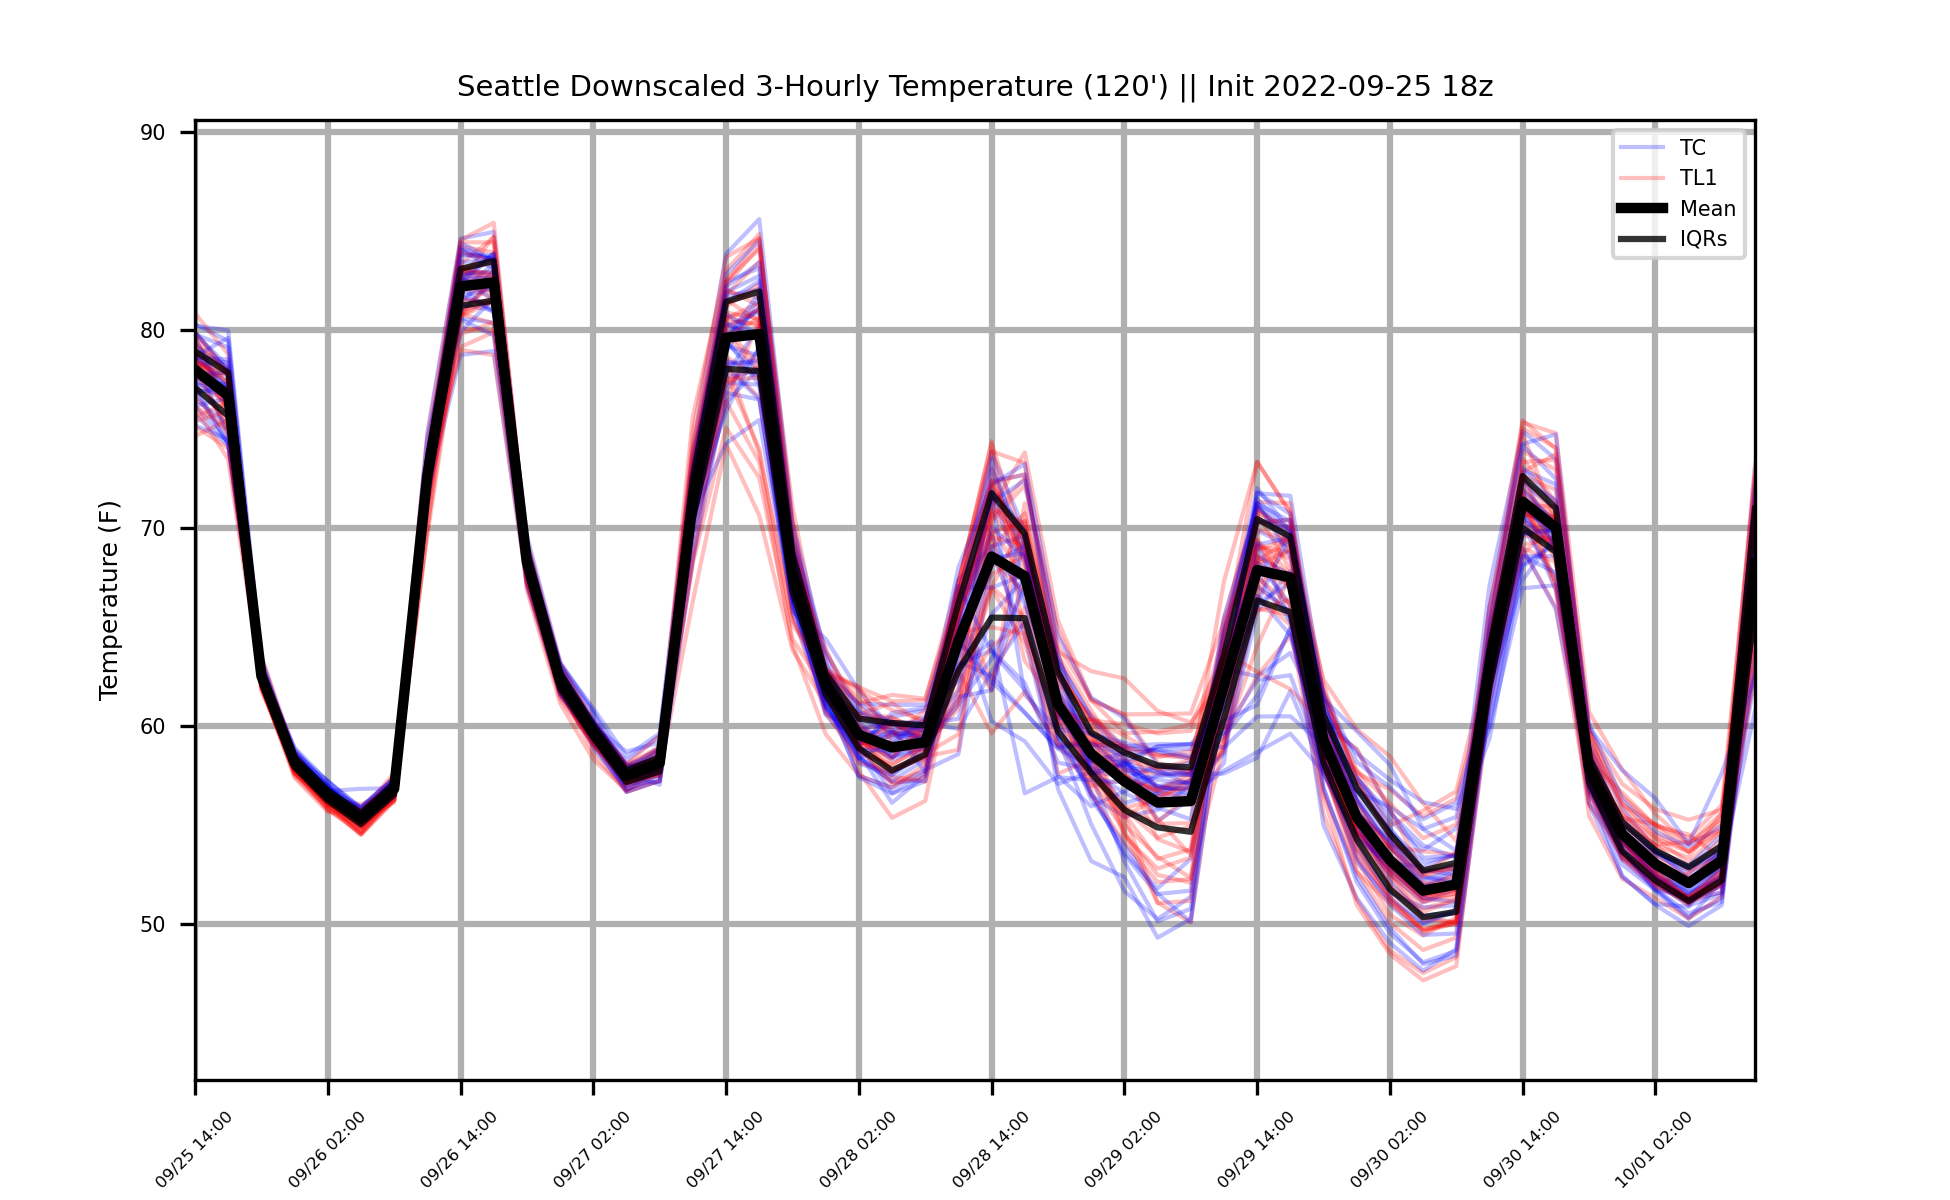 Seattle Downscaled 3-Hourly Temperature (120') || Init 2022-09-25 18z
TC
TL1
Mean
IQRs
Temperature (F)
90
80
70
60
50
09/25 14:00
09/26 02:00
09/26 14:00
09/27 02:00
09/27 14:00
09/28 02:00
09/28 14:00
09/29 02:00
09/29 14:00
09/30 02:00
09/30 14:00
10/01 02:00